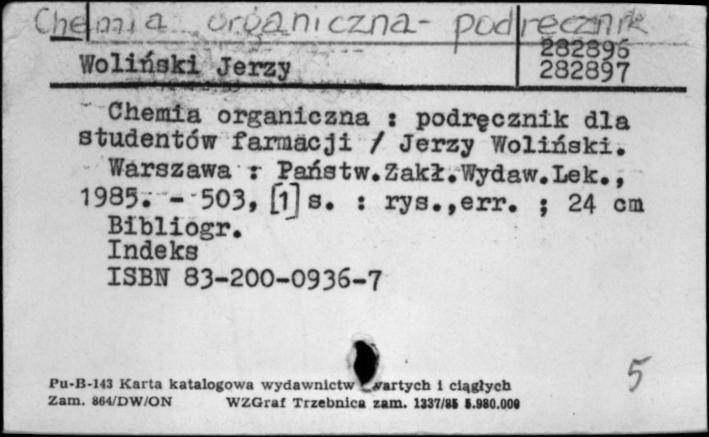 Chemia organiczna - podręcznik
282896
Woliński Jerzy 282897
Chemia organiczna : podręcznik dla
studentów farmacji / Jerzy Woliński.
Warszawa : Państw.Zakł.Wydaw.Lek.,
1985. - 503, [1] s. : rys.,err. ; 24 cm
Bibliogr.
Indeks
ISBN 83-200-0936-7
5
Pu-B-143 Karta katalogowa wydawnictw zwartych i ciągłych
Zam. 864/DW/ON WZGraf Trzebnica zam. 1337/85 5.980.000